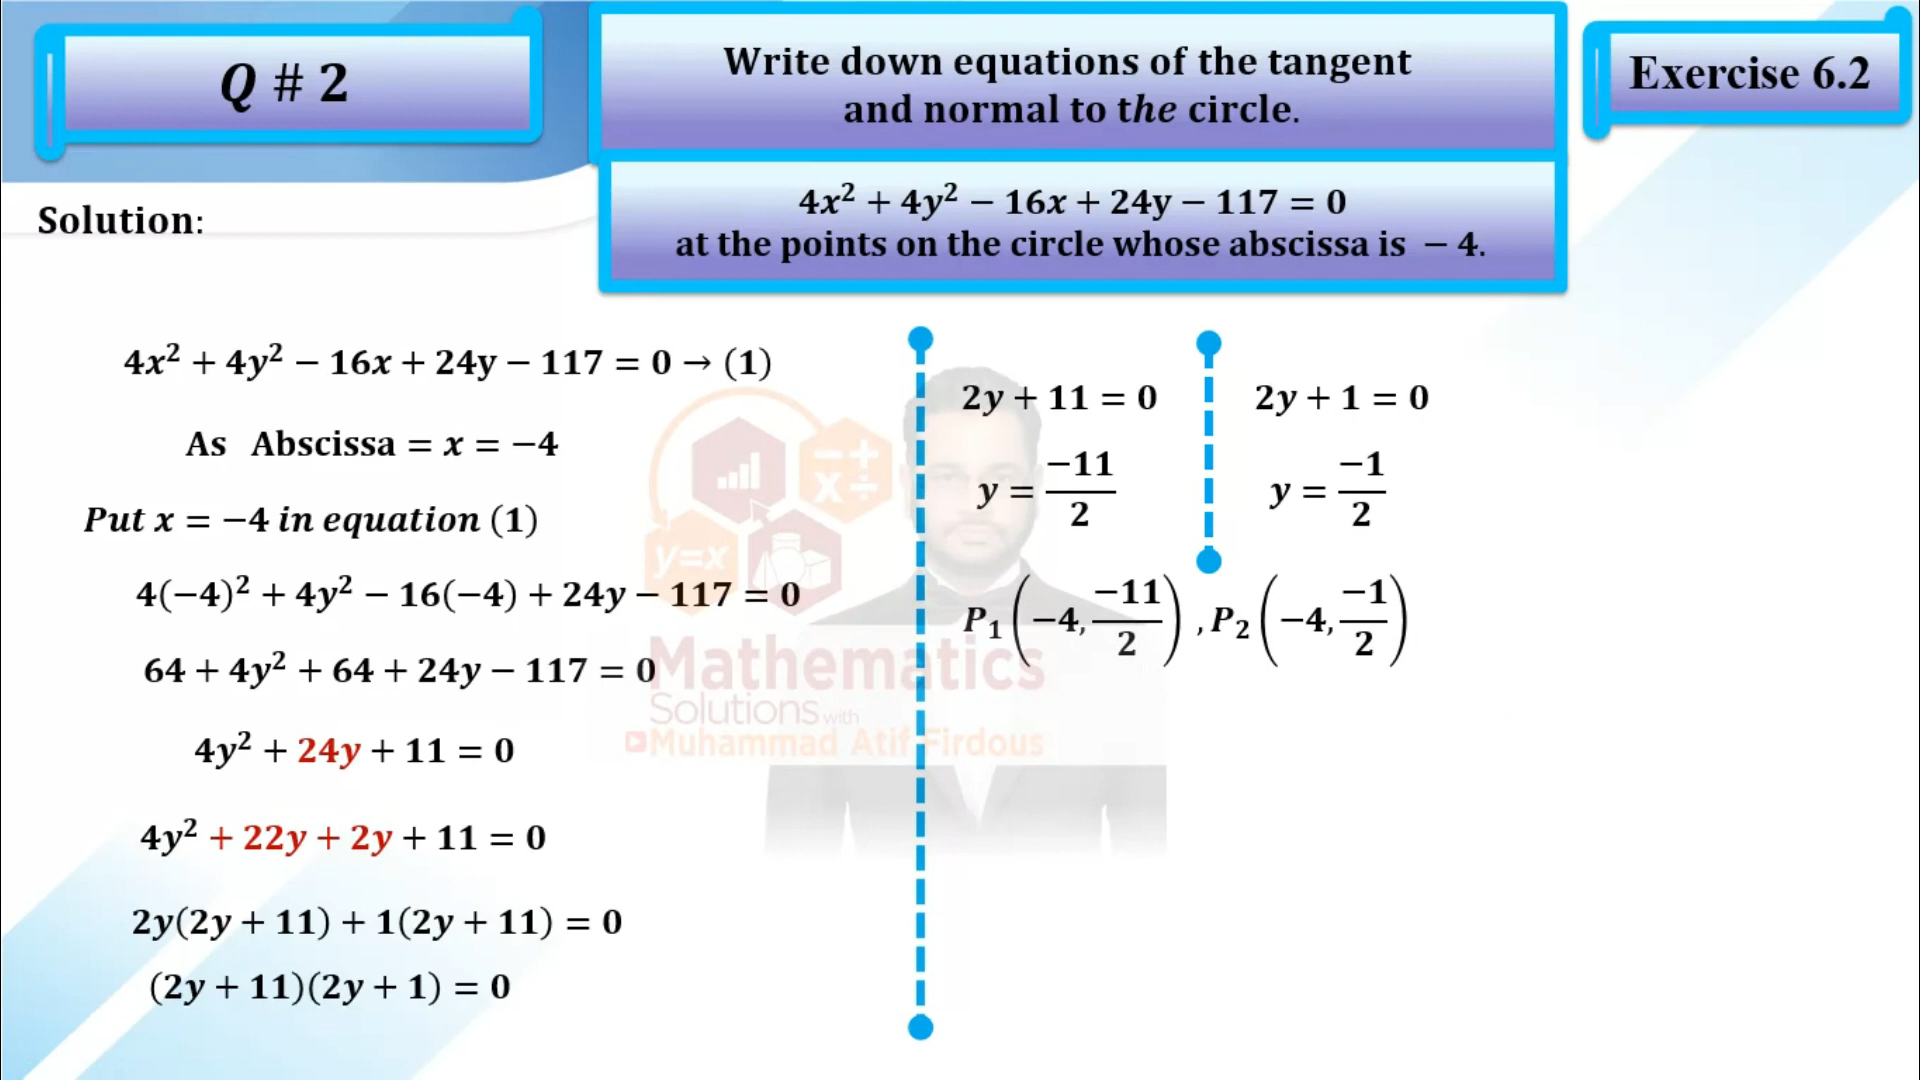 Q # 2
Write down equations of the tangent
and normal to the circle.
Exercise 6.2
4x² + 4y² − 16x + 24y − 117 = 0
at the points on the circle whose abscissa is − 4.
Solution:
4x² + 4y² − 16x + 24y − 117 = 0 → (1)
As Abscissa = x = −4
Put x = −4 in equation (1)
4(−4)² + 4y² − 16(−4) + 24y − 117 = 0
64 + 4y² + 64 + 24y − 117 = 0
4y² + 24y + 11 = 0
4y² + 22y + 2y + 11 = 0
2y(2y + 11) + 1(2y + 11) = 0
(2y + 11)(2y + 1) = 0
2y + 11 = 0
y = −11/2
2y + 1 = 0
y = −1/2
P₁(−4, −11/2), P₂(−4, −1/2)
y=x
Mathematics
Solutions with
Muhammad Atif Firdous